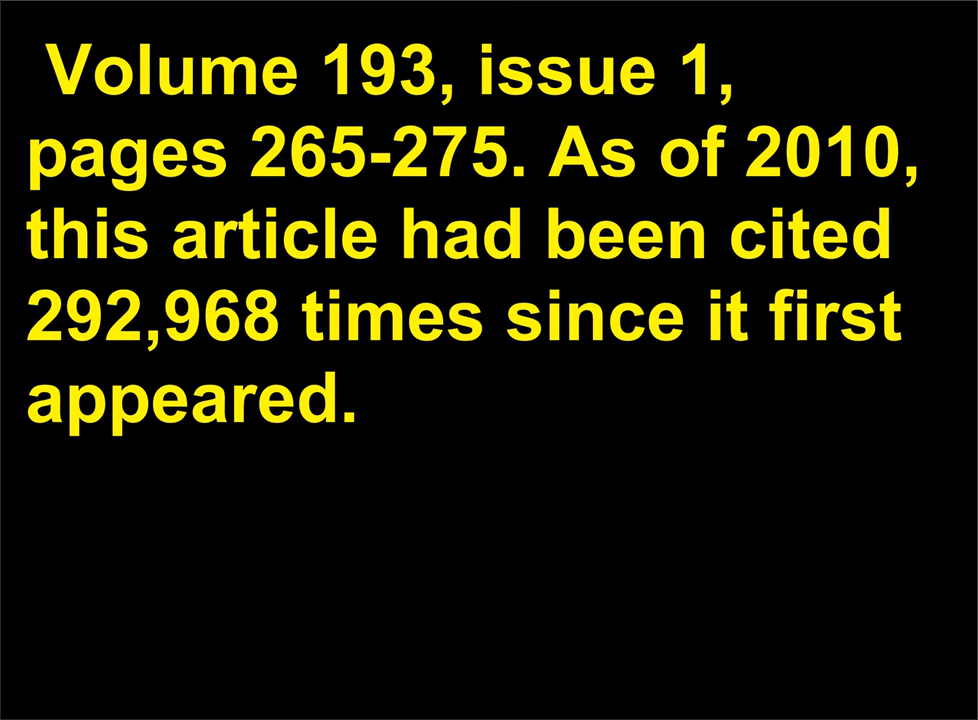 Volume 193, issue 1,
pages 265-275. As of 2010,
this article had been cited
292,968 times since it first
appeared.